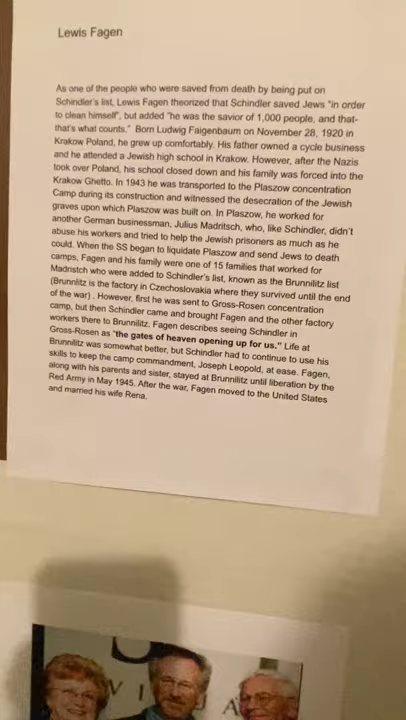 Lewis Fagen
As one of the people who were saved from death by being put on
Schindler's list, Lewis Fagen theorized that Schindler saved Jews "in order
to clean himself", but added "he was the savior of 1,000 people, and that-
that's what counts." Born Ludwig Faigenbaum on November 28, 1920 in
Krakow Poland, he grew up comfortably. His father owned a cycle business
and he attended a Jewish high school in Krakow. However, after the Nazis
took over Poland, his school closed down and his family was forced into the
Krakow Ghetto. In 1943 he was transported to the Plaszow concentration
Camp during its construction and witnessed the desecration of the Jewish
graves upon which Plaszow was built on. In Plaszow, he worked for
another German businessman, Julius Madritsch, who, like Schindler, didn't
abuse his workers and tried to help the Jewish prisoners as much as he
could. When the SS began to liquidate Plaszow and send Jews to death
camps, Fagen and his family were one of 15 families that worked for
Madristch who were added to Schindler's list, known as the Brunnilitz list
(Brunnlitz is the factory in Czechoslovakia where they survived until the end
of the war) . However, first he was sent to Gross-Rosen concentration
camp, but then Schindler came and brought Fagen and the other factory
workers there to Brunnilitz. Fagen describes seeing Schindler in
Gross-Rosen as "the gates of heaven opening up for us." Life at
Brunnilitz was somewhat better, but Schindler had to continue to use his
skills to keep the camp commandment, Joseph Leopold, at ease. Fagen,
along with his parents and sister, stayed at Brunnilitz until liberation by the
Red Army in May 1945. After the war, Fagen moved to the United States
and married his wife Rena.
V I
A